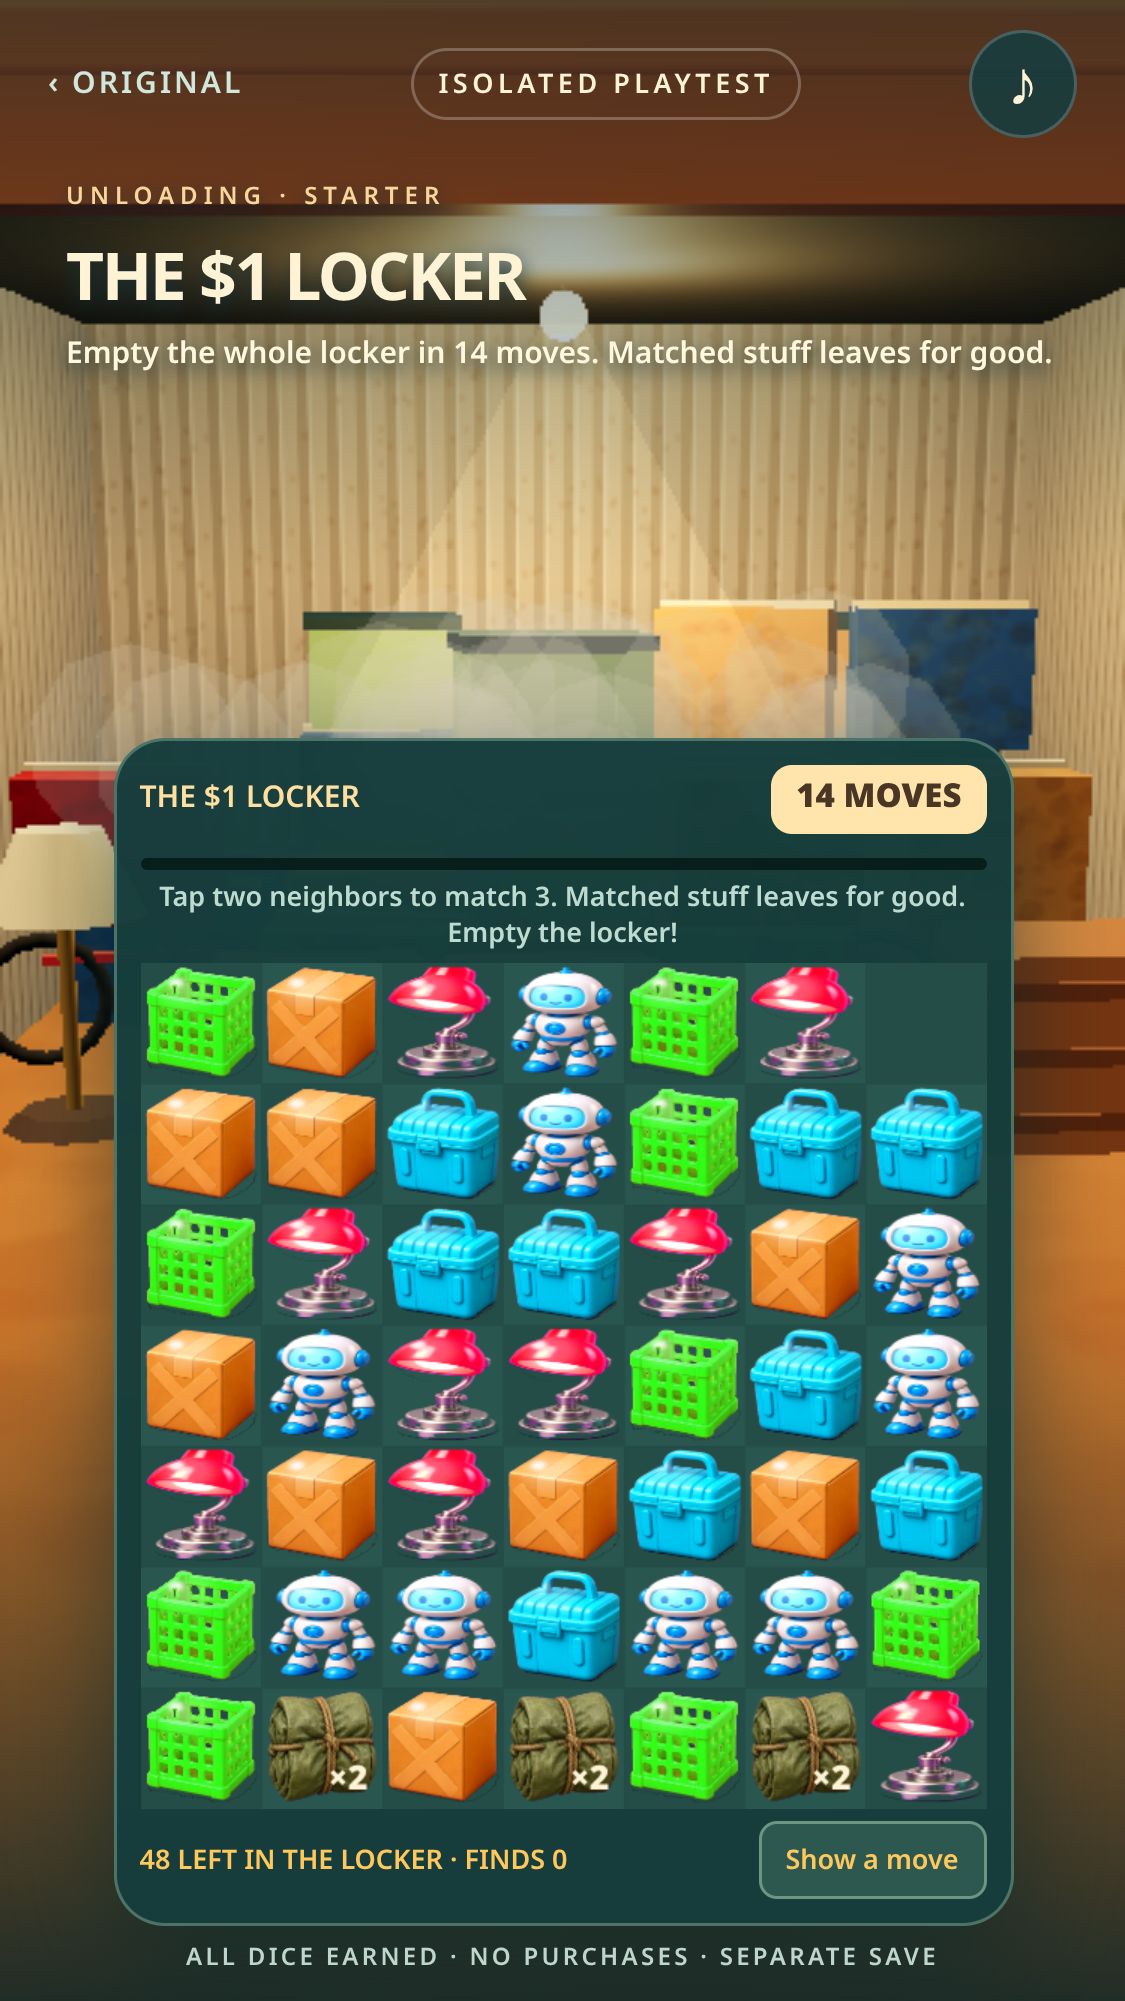 ‹ ORIGINAL
ISOLATED PLAYTEST
♪
UNLOADING · STARTER
THE $1 LOCKER
Empty the whole locker in 14 moves. Matched stuff leaves for good.
THE $1 LOCKER
14 MOVES
Tap two neighbors to match 3. Matched stuff leaves for good.
Empty the locker!
×2
×2
×2
48 LEFT IN THE LOCKER · FINDS 0
Show a move
ALL DICE EARNED · NO PURCHASES · SEPARATE SAVE